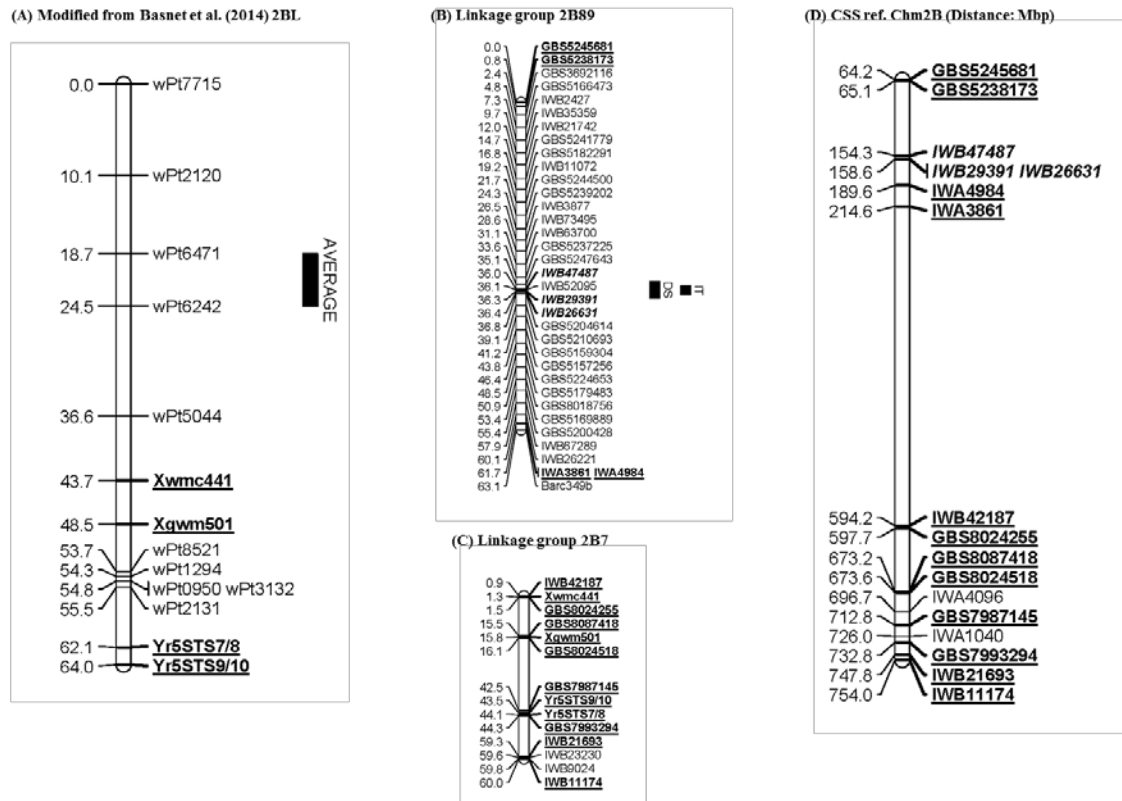 (A) Modified from Basnet et al. (2014) 2BL
0.0 wPt7715
10.1 wPt2120
18.7 wPt6471
24.5 wPt6242
36.6 wPt5044
43.7 Xwmc441
48.5 Xgwm501
53.7 wPt8521
54.3 wPt1294
54.8 wPt0950 wPt3132
55.5 wPt2131
62.1 Yr5STS7/8
64.0 Yr5STS9/10
AVERAGE
(B) Linkage group 2B89
0.0 GBS5245681
0.8 GBS5238173
2.4 GBS3692116
4.8 GBS5166473
7.3 IWB2427
9.7 IWB35359
12.0 IWB21742
14.7 GBS5241779
16.8 GBS5182291
19.2 IWB11072
21.7 GBS5244500
24.3 GBS5239202
26.5 IWB3877
28.6 IWB73495
31.1 IWB63700
33.6 GBS5237225
35.1 GBS5247643
36.0 IWB47487
36.1 IWB52095
36.3 IWB29391
36.4 IWB26631
36.8 GBS5204614
39.1 GBS5210693
41.2 GBS5159304
43.8 GBS5157256
46.4 GBS5224653
48.5 GBS5179483
50.9 GBS8018756
53.4 GBS5169889
55.4 GBS5200428
57.9 IWB67289
60.1 IWB26221
61.7 IWA3861 IWA4984
63.1 Barc349b
DS
IT
(C) Linkage group 2B7
0.9 IWB42187
1.3 Xwmc441
1.5 GBS8024255
15.5 GBS8087418
15.8 Xgwm501
16.1 GBS8024518
42.5 GBS7987145
43.5 Yr5STS9/10
44.1 Yr5STS7/8
44.3 GBS7993294
59.3 IWB21693
59.6 IWB23230
59.8 IWB9024
60.0 IWB11174
(D) CSS ref. Chm2B (Distance: Mbp)
64.2 GBS5245681
65.1 GBS5238173
154.3 IWB47487
158.6 IWB29391 IWB26631
189.6 IWA4984
214.6 IWA3861
594.2 IWB42187
597.7 GBS8024255
673.2 GBS8087418
673.6 GBS8024518
696.7 IWA4096
712.8 GBS7987145
726.0 IWA1040
732.8 GBS7993294
747.8 IWB21693
754.0 IWB11174